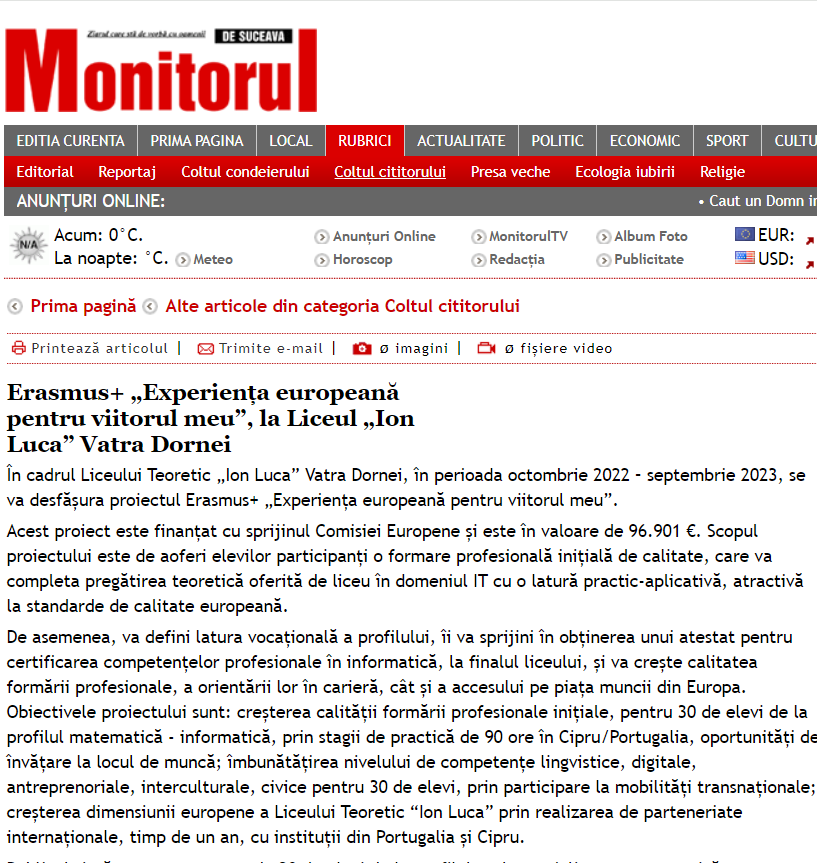 Ziarul care stă de vorbă cu oamenii DE SUCEAVA
Monitorul
EDITIA CURENTA PRIMA PAGINA LOCAL RUBRICI ACTUALITATE POLITIC ECONOMIC SPORT CULTU
Editorial Reportaj Coltul condeierului Coltul cititorului Presa veche Ecologia iubirii Religie
ANUNȚURI ONLINE: • Caut un Domn in
N/A Acum: 0°C. Anunțuri Online MonitorulTV Album Foto EUR:
La noapte: °C. Meteo Horoscop Redacția Publicitate USD:
Prima pagină Alte articole din categoria Coltul cititorului
Printează articolul | Trimite e-mail | ø imagini | ø fișiere video
Erasmus+ „Experiența europeană
pentru viitorul meu”, la Liceul „Ion
Luca” Vatra Dornei
În cadrul Liceului Teoretic „Ion Luca” Vatra Dornei, în perioada octombrie 2022 – septembrie 2023, se
va desfășura proiectul Erasmus+ „Experiența europeană pentru viitorul meu”.
Acest proiect este finanțat cu sprijinul Comisiei Europene și este în valoare de 96.901 €. Scopul
proiectului este de aoferi elevilor participanți o formare profesională inițială de calitate, care va
completa pregătirea teoretică oferită de liceu în domeniul IT cu o latură practic-aplicativă, atractivă
la standarde de calitate europeană.
De asemenea, va defini latura vocațională a profilului, îi va sprijini în obținerea unui atestat pentru
certificarea competențelor profesionale în informatică, la finalul liceului, și va crește calitatea
formării profesionale, a orientării lor în carieră, cât și a accesului pe piața muncii din Europa.
Obiectivele proiectului sunt: creșterea calității formării profesionale inițiale, pentru 30 de elevi de la
profilul matematică - informatică, prin stagii de practică de 90 ore în Cipru/Portugalia, oportunități de
învățare la locul de muncă; îmbunătățirea nivelului de competențe lingvistice, digitale,
antreprenoriale, interculturale, civice pentru 30 de elevi, prin participare la mobilități transnaționale;
creșterea dimensiunii europene a Liceului Teoretic “Ion Luca” prin realizarea de parteneriate
internaționale, timp de un an, cu instituții din Portugalia și Cipru.